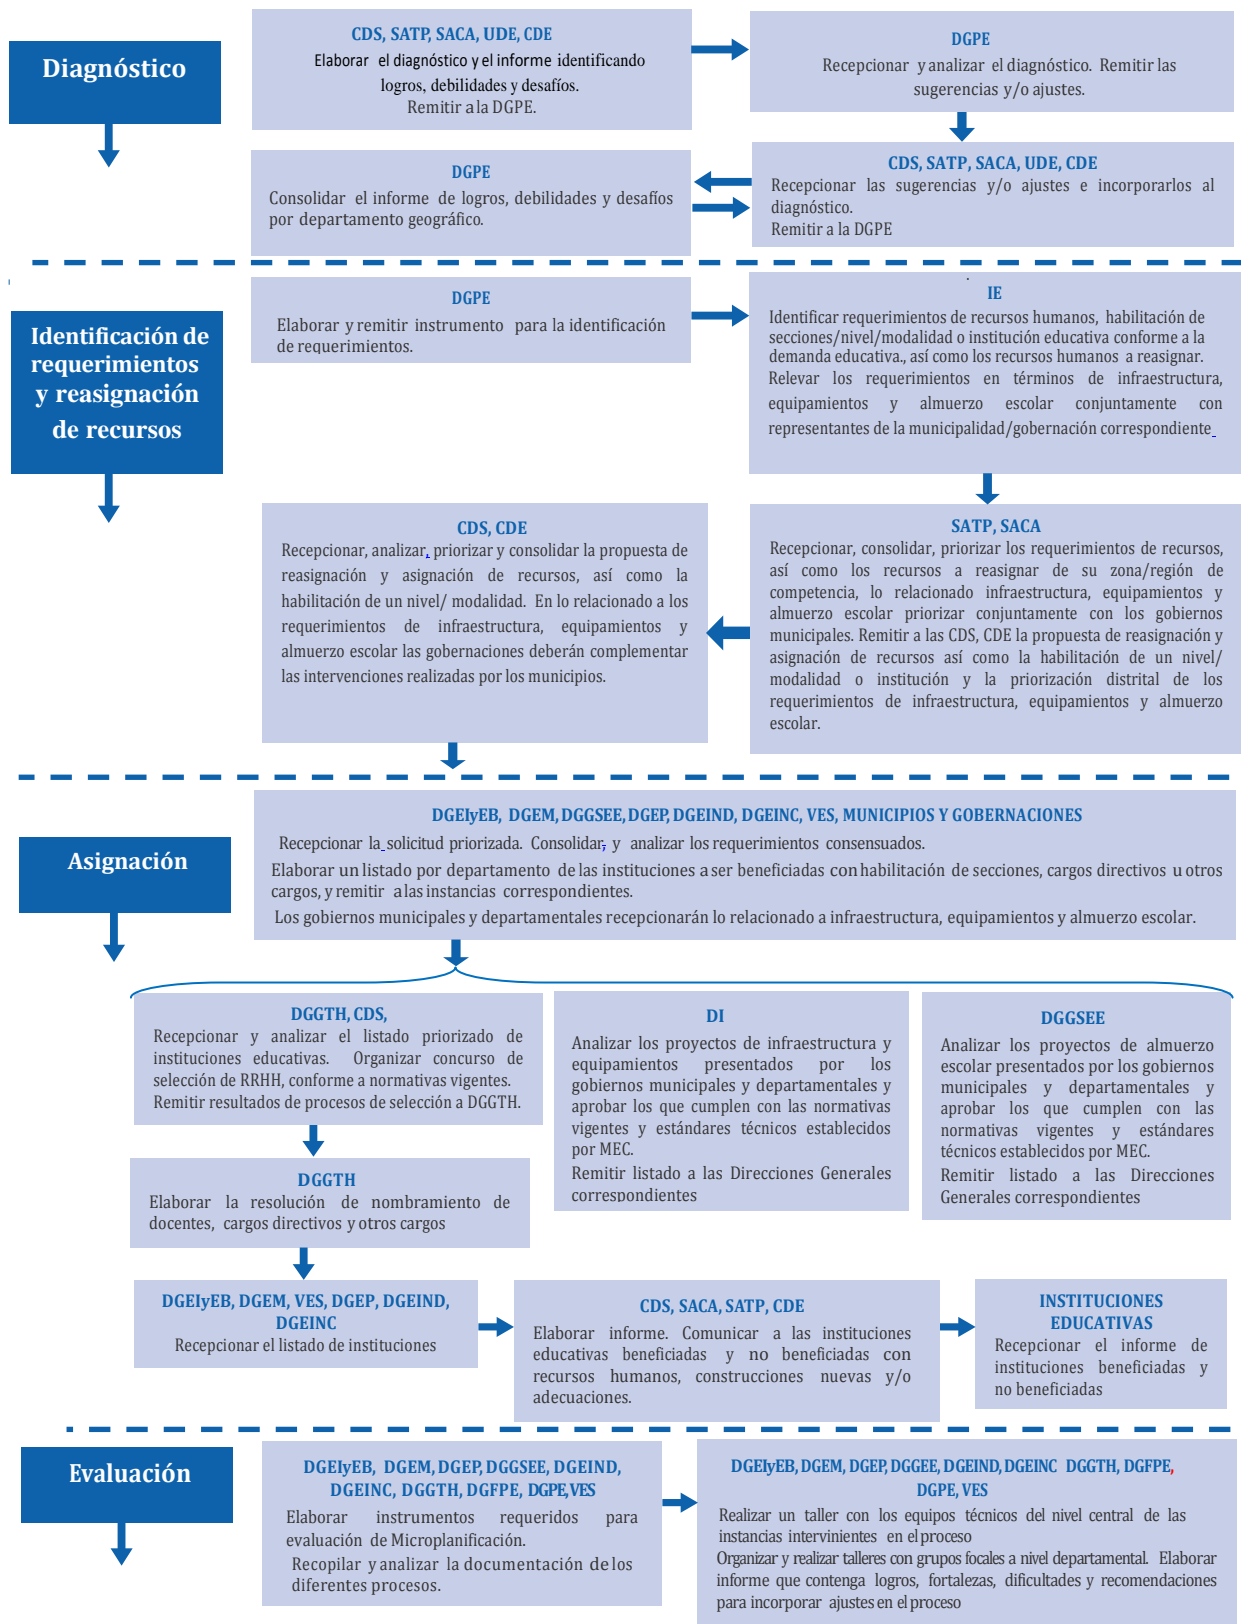 Diagnóstico
CDS, SATP, SACA, UDE, CDE
Elaborar el diagnóstico y el informe identificando
logros, debilidades y desafíos.
Remitir a la DGPE.
DGPE
Recepcionar y analizar el diagnóstico. Remitir las
sugerencias y/o ajustes.
CDS, SATP, SACA, UDE, CDE
Recepcionar las sugerencias y/o ajustes e incorporarlos al
diagnóstico.
Remitir a la DGPE
DGPE
Consolidar el informe de logros, debilidades y desafíos
por departamento geográfico.
Identificación de
requerimientos
y reasignación
de recursos
DGPE
Elaborar y remitir instrumento para la identificación
de requerimientos.
IE
Identificar requerimientos de recursos humanos, habilitación de
secciones/nivel/modalidad o institución educativa conforme a la
demanda educativa., así como los recursos humanos a reasignar.
Relevar los requerimientos en términos de infraestructura,
equipamientos y almuerzo escolar conjuntamente con
representantes de la municipalidad/gobernación correspondiente
SATP, SACA
Recepcionar, consolidar, priorizar los requerimientos de recursos,
así como los recursos a reasignar de su zona/región de
competencia, lo relacionado infraestructura, equipamientos y
almuerzo escolar priorizar conjuntamente con los gobiernos
municipales. Remitir a las CDS, CDE la propuesta de reasignación y
asignación de recursos así como la habilitación de un nivel/
modalidad o institución y la priorización distrital de los
requerimientos de infraestructura, equipamientos y almuerzo
escolar.
CDS, CDE
Recepcionar, analizar, priorizar y consolidar la propuesta de
reasignación y asignación de recursos, así como la
habilitación de un nivel/ modalidad. En lo relacionado a los
requerimientos de infraestructura, equipamientos y
almuerzo escolar las gobernaciones deberán complementar
las intervenciones realizadas por los municipios.
Asignación
DGEIyEB, DGEM, DGGSEE, DGEP, DGEIND, DGEINC, VES, MUNICIPIOS Y GOBERNACIONES
Recepcionar la solicitud priorizada. Consolidar, y analizar los requerimientos consensuados.
Elaborar un listado por departamento de las instituciones a ser beneficiadas con habilitación de secciones, cargos directivos u otros
cargos, y remitir a las instancias correspondientes.
Los gobiernos municipales y departamentales recepcionarán lo relacionado a infraestructura, equipamientos y almuerzo escolar.
DGGTH, CDS,
Recepcionar y analizar el listado priorizado de
instituciones educativas. Organizar concurso de
selección de RRHH, conforme a normativas vigentes.
Remitir resultados de procesos de selección a DGGTH.
DI
Analizar los proyectos de infraestructura y
equipamientos presentados por los
gobiernos municipales y departamentales y
aprobar los que cumplen con las normativas
vigentes y estándares técnicos establecidos
por MEC.
Remitir listado a las Direcciones Generales
correspondientes
DGGSEE
Analizar los proyectos de almuerzo
escolar presentados por los gobiernos
municipales y departamentales y
aprobar los que cumplen con las
normativas vigentes y estándares
técnicos establecidos por MEC.
Remitir listado a las Direcciones
Generales correspondientes
DGGTH
Elaborar la resolución de nombramiento de
docentes, cargos directivos y otros cargos
DGEIyEB, DGEM, VES, DGEP, DGEIND,
DGEINC
Recepcionar el listado de instituciones
CDS, SACA, SATP, CDE
Elaborar informe. Comunicar a las instituciones
educativas beneficiadas y no beneficiadas con
recursos humanos, construcciones nuevas y/o
adecuaciones.
INSTITUCIONES
EDUCATIVAS
Recepcionar el informe de
instituciones beneficiadas y
no beneficiadas
Evaluación
DGEIyEB, DGEM, DGEP, DGGSEE, DGEIND,
DGEINC, DGGTH, DGFPE, DGPE, VES
Elaborar instrumentos requeridos para
evaluación de Microplanificación.
Recopilar y analizar la documentación de los
diferentes procesos.
DGEIyEB, DGEM, DGEP, DGGEE, DGEIND, DGEINC DGGTH, DGFPE,
DGPE, VES
Realizar un taller con los equipos técnicos del nivel central de las
instancias intervinientes en el proceso
Organizar y realizar talleres con grupos focales a nivel departamental. Elaborar
informe que contenga logros, fortalezas, dificultades y recomendaciones
para incorporar ajustes en el proceso